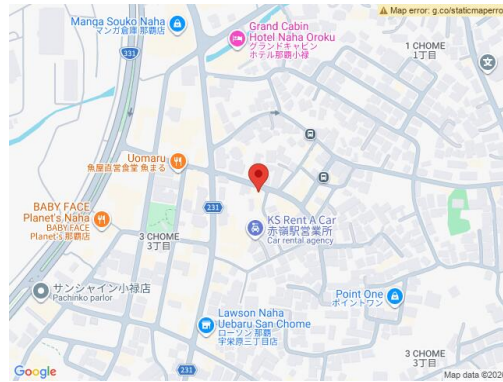 Map error: g.co/staticmaperro
Manga Souko Naha
マンガ倉庫 那覇店
Grand Cabin
Hotel Naha Oroku
グランドキャビン
ホテル那覇小禄
1 CHOME
1丁目
331
Uomaru
魚屋直営食堂 魚まる
BABY FACE
Planet's Naha
BABY FACE
Planet's 那覇店
231
KS Rent A Car
赤嶺駅営業所
Car rental agency
3 CHOME
3丁目
サンシャイン小禄店
Pachinko parlor
Point One
ポイントワン
Lawson Naha
Uebaru San Chome
ローソン 那覇
宇栄原三丁目店
3 CHOME
3丁目
231
Google
Map data ©202